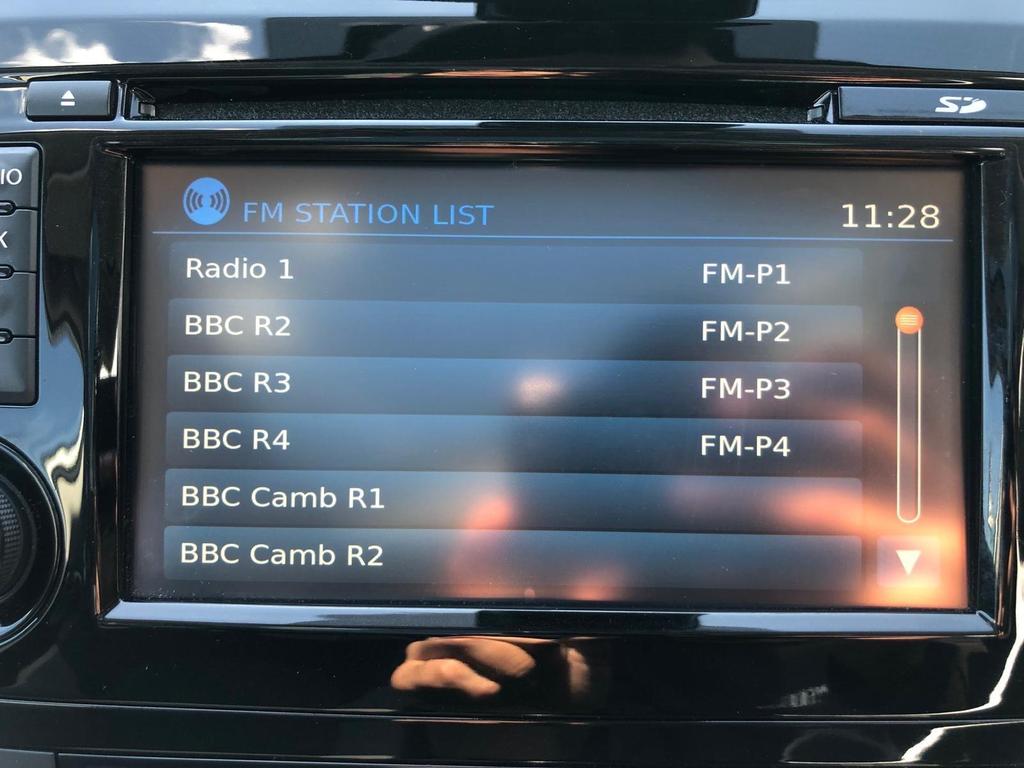 SD
IO
X
FM STATION LIST 11:28
Radio 1 FM-P1
BBC R2 FM-P2
BBC R3 FM-P3
BBC R4 FM-P4
BBC Camb R1
BBC Camb R2